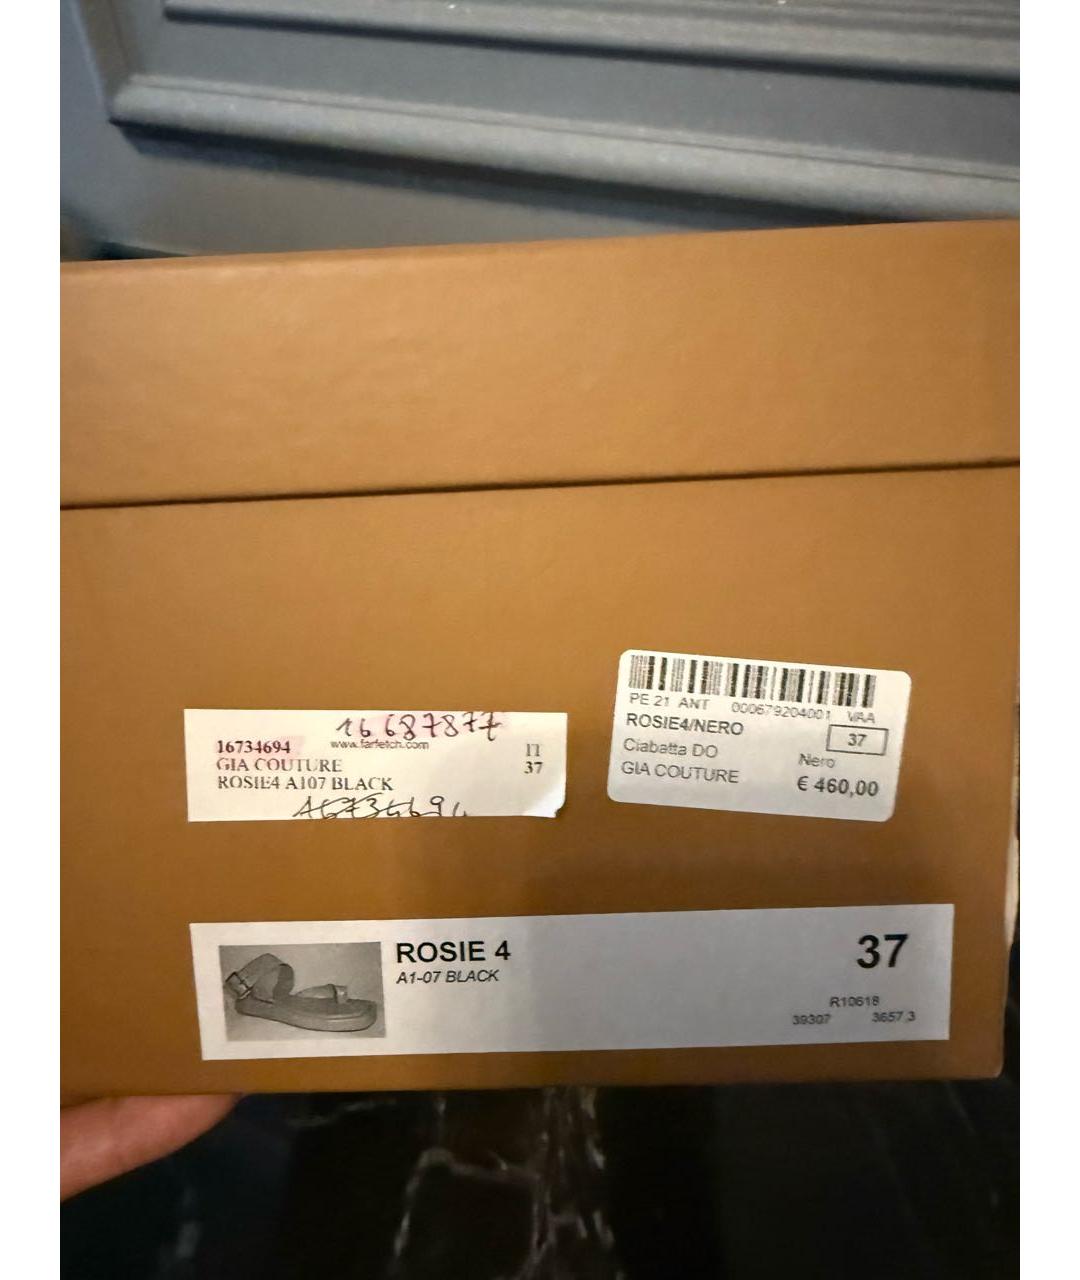 16687877
www.farfetch.com
16734694 IT
GIA COUTURE 37
ROSIE4 A107 BLACK
16734694
PE 21 ANT 000679204001 VAA
ROSIE4/NERO 37
Ciabatta DO Nero
GIA COUTURE € 460,00
ROSIE 4 37
A1-07 BLACK
R10618
39307 3657,3